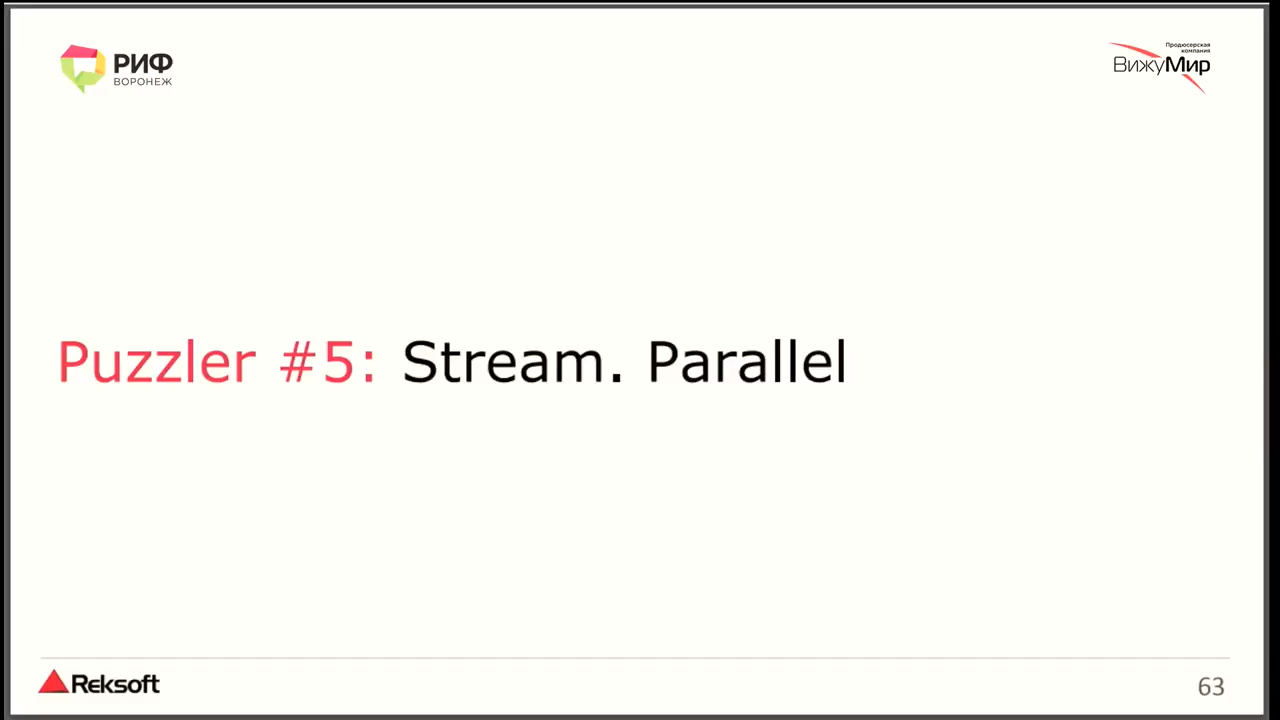 РИФ
ВОРОНЕЖ
Продюсерская
компания
ВижуМир
Puzzler #5: Stream. Parallel
Reksoft
63